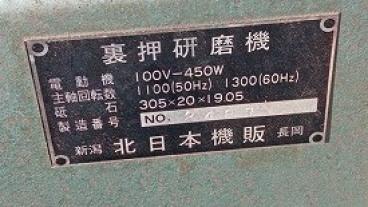 裏押研磨機
電動機 100V-450W
主軸回転数 1100(50Hz) 1300(60Hz)
砥石 305×20×1905
製造番号 NO.
新潟 北日本機販 長岡